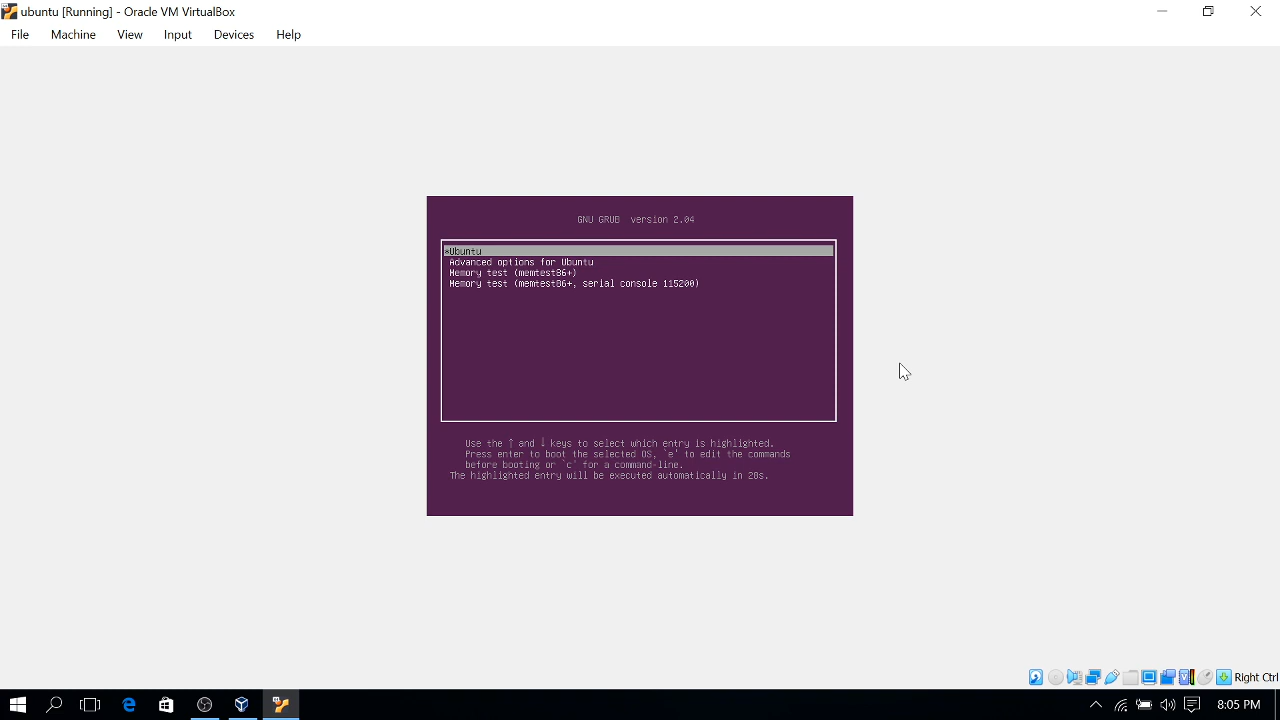 ubuntu [Running] - Oracle VM VirtualBox
File Machine View Input Devices Help
GNU GRUB version 2.04
*Ubuntu
Advanced options for Ubuntu
Memory test (memtest86+)
Memory test (memtest86+, serial console 115200)
Use the ↑ and ↓ keys to select which entry is highlighted.
Press enter to boot the selected OS, `e' to edit the commands
before booting or `c' for a command-line.
The highlighted entry will be executed automatically in 28s.
Right Ctrl
8:05 PM